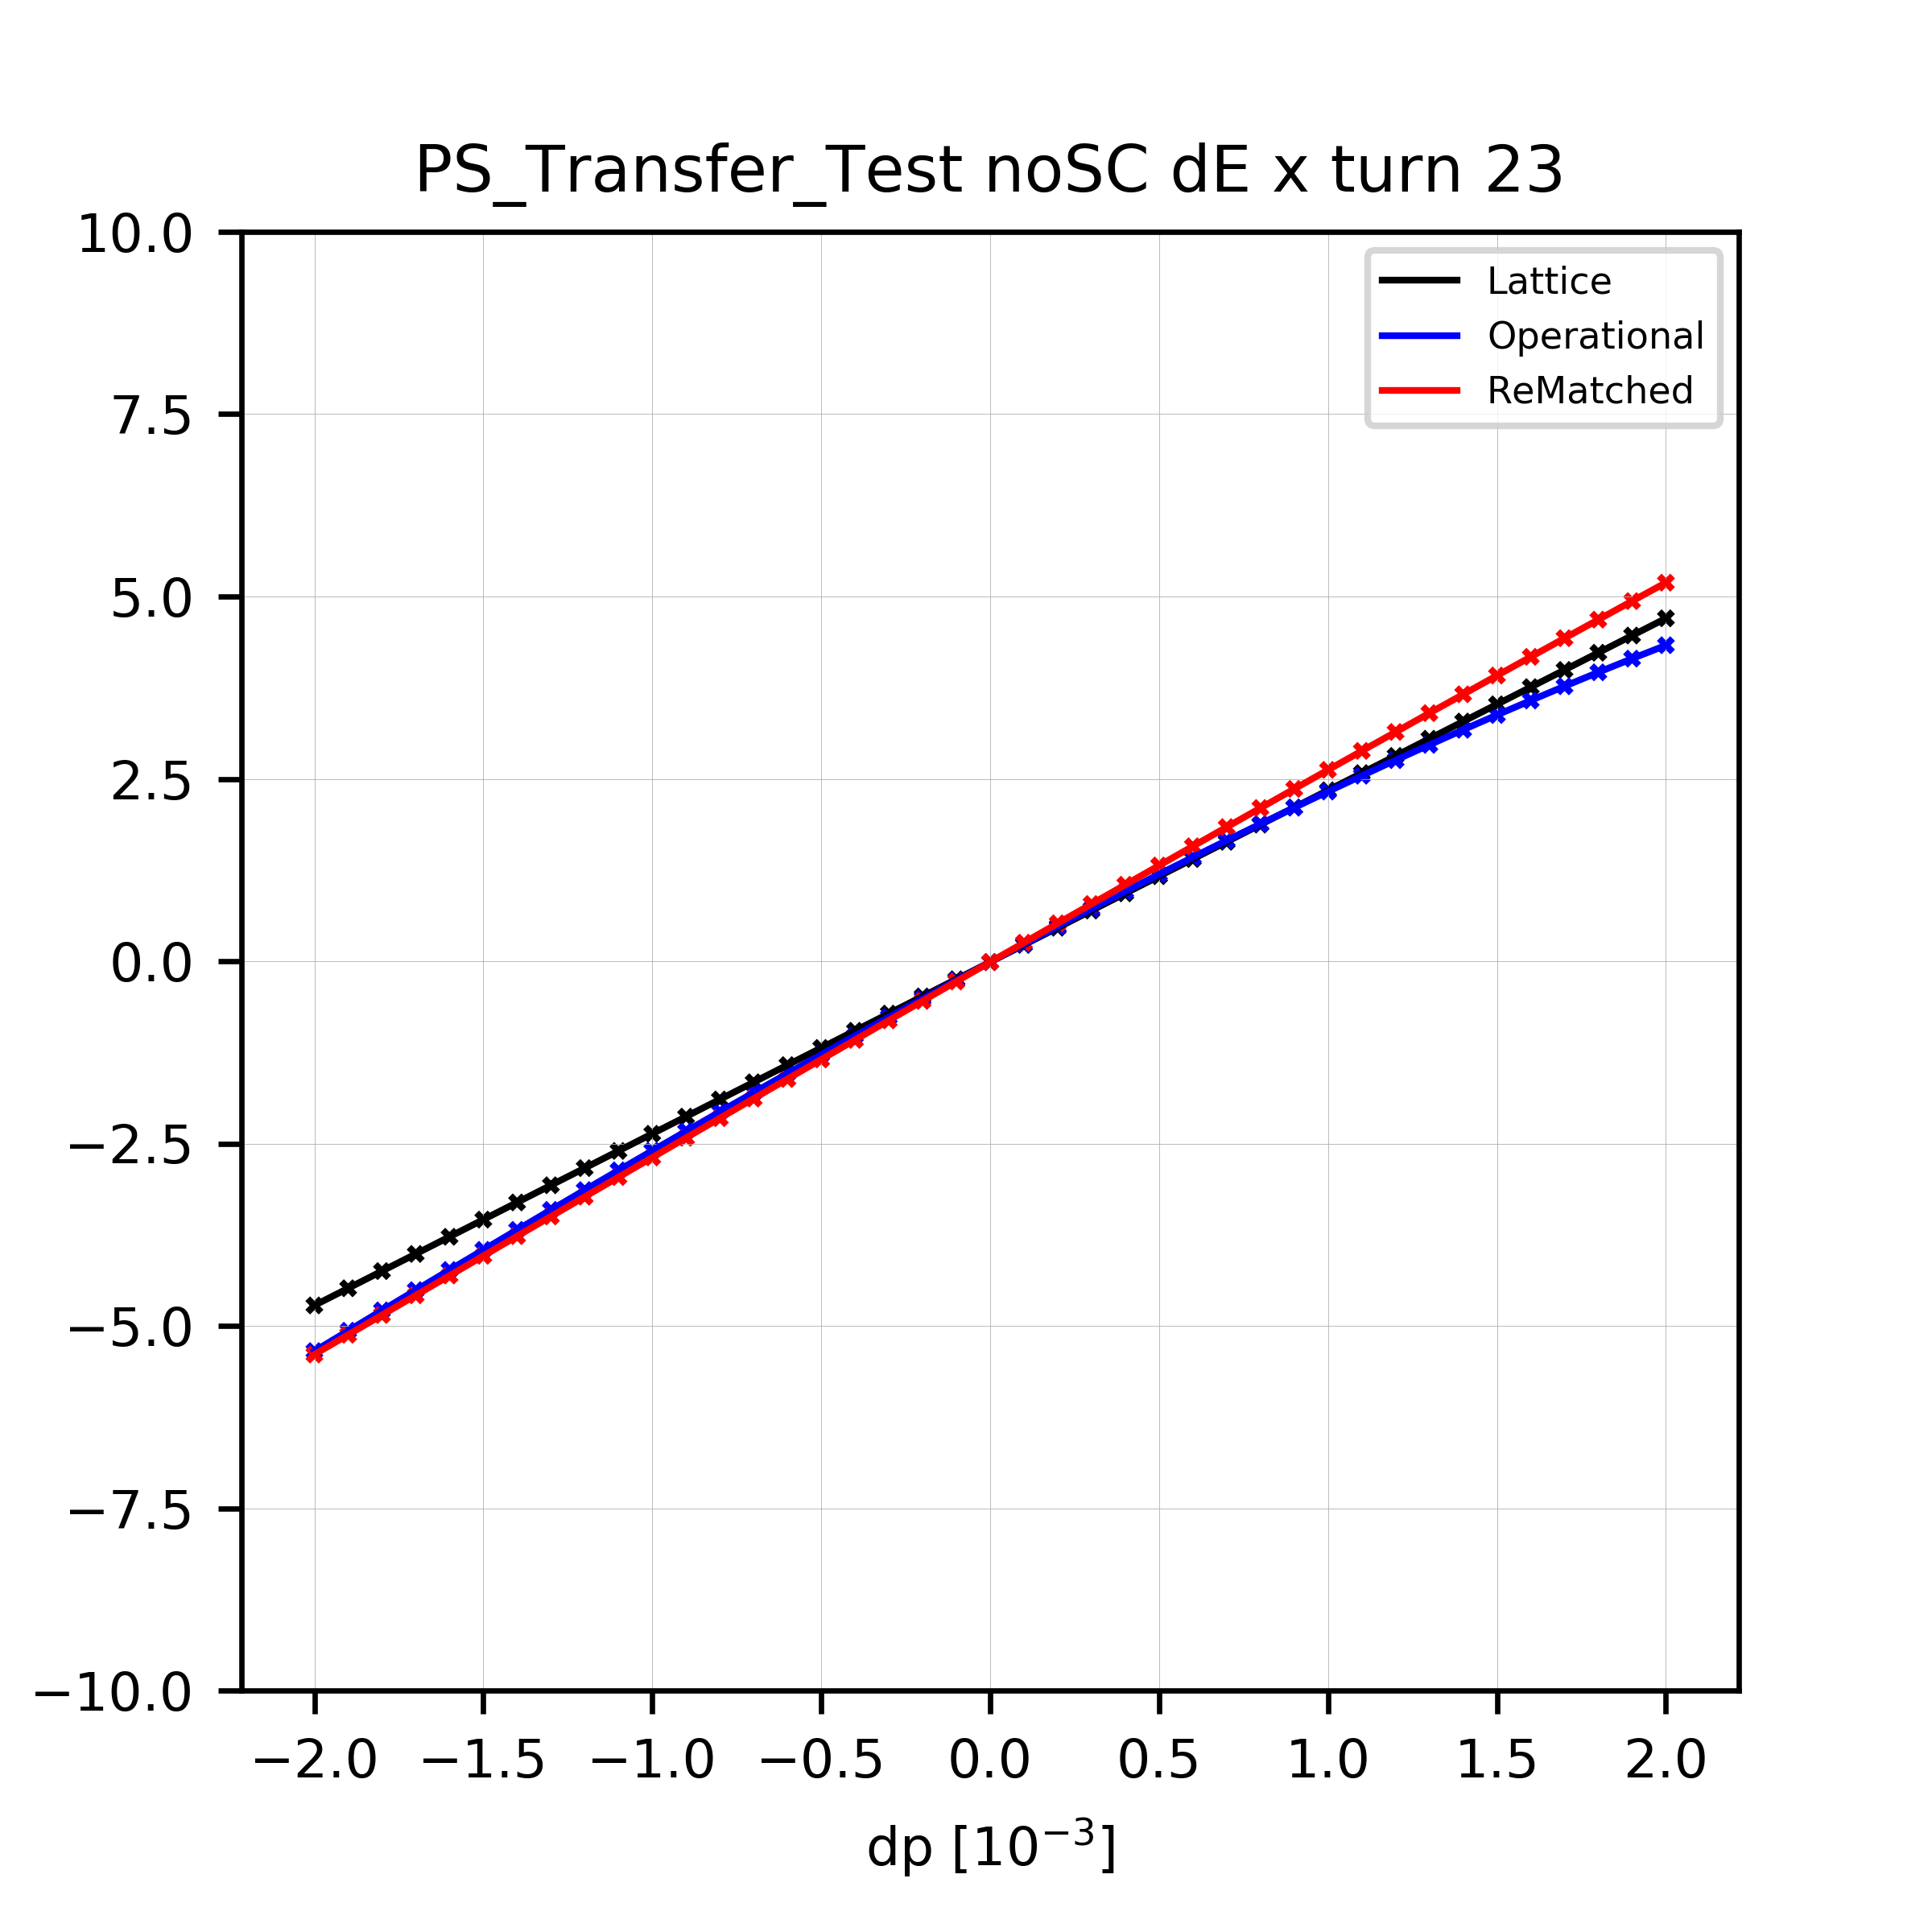 PS_Transfer_Test noSC dE x turn 23
10.0
7.5
5.0
2.5
0.0
−2.5
−5.0
−7.5
−10.0
Lattice
Operational
ReMatched
−2.0 −1.5 −1.0 −0.5 0.0 0.5 1.0 1.5 2.0
dp [10⁻³]